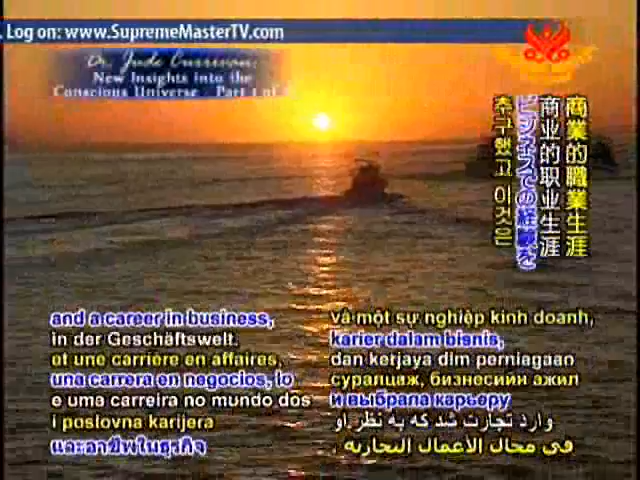 . Log on: www.SupremeMasterTV.com
Dr. Jude Currivan:
New Insights into the
Conscious Universe - Part 1 of
商業的職業生涯
商业的职业生涯
ビジネスでの経験を
추구했고 이것은
and a career in business,
in der Geschäftswelt.
et une carrière en affaires,
una carrera en negocios, lo
e uma carreira no mundo dos
i poslovna karijera
และอาชีพในธุรกิจ
và một sự nghiệp kinh doanh,
karier dalam bisnis,
dan kerjaya dlm perniagaan
суралцаж, бизнесийн ажил
и выбрала карьеру
وارد تجارت شد که به نظر او
في مجال الأعمال التجارية .